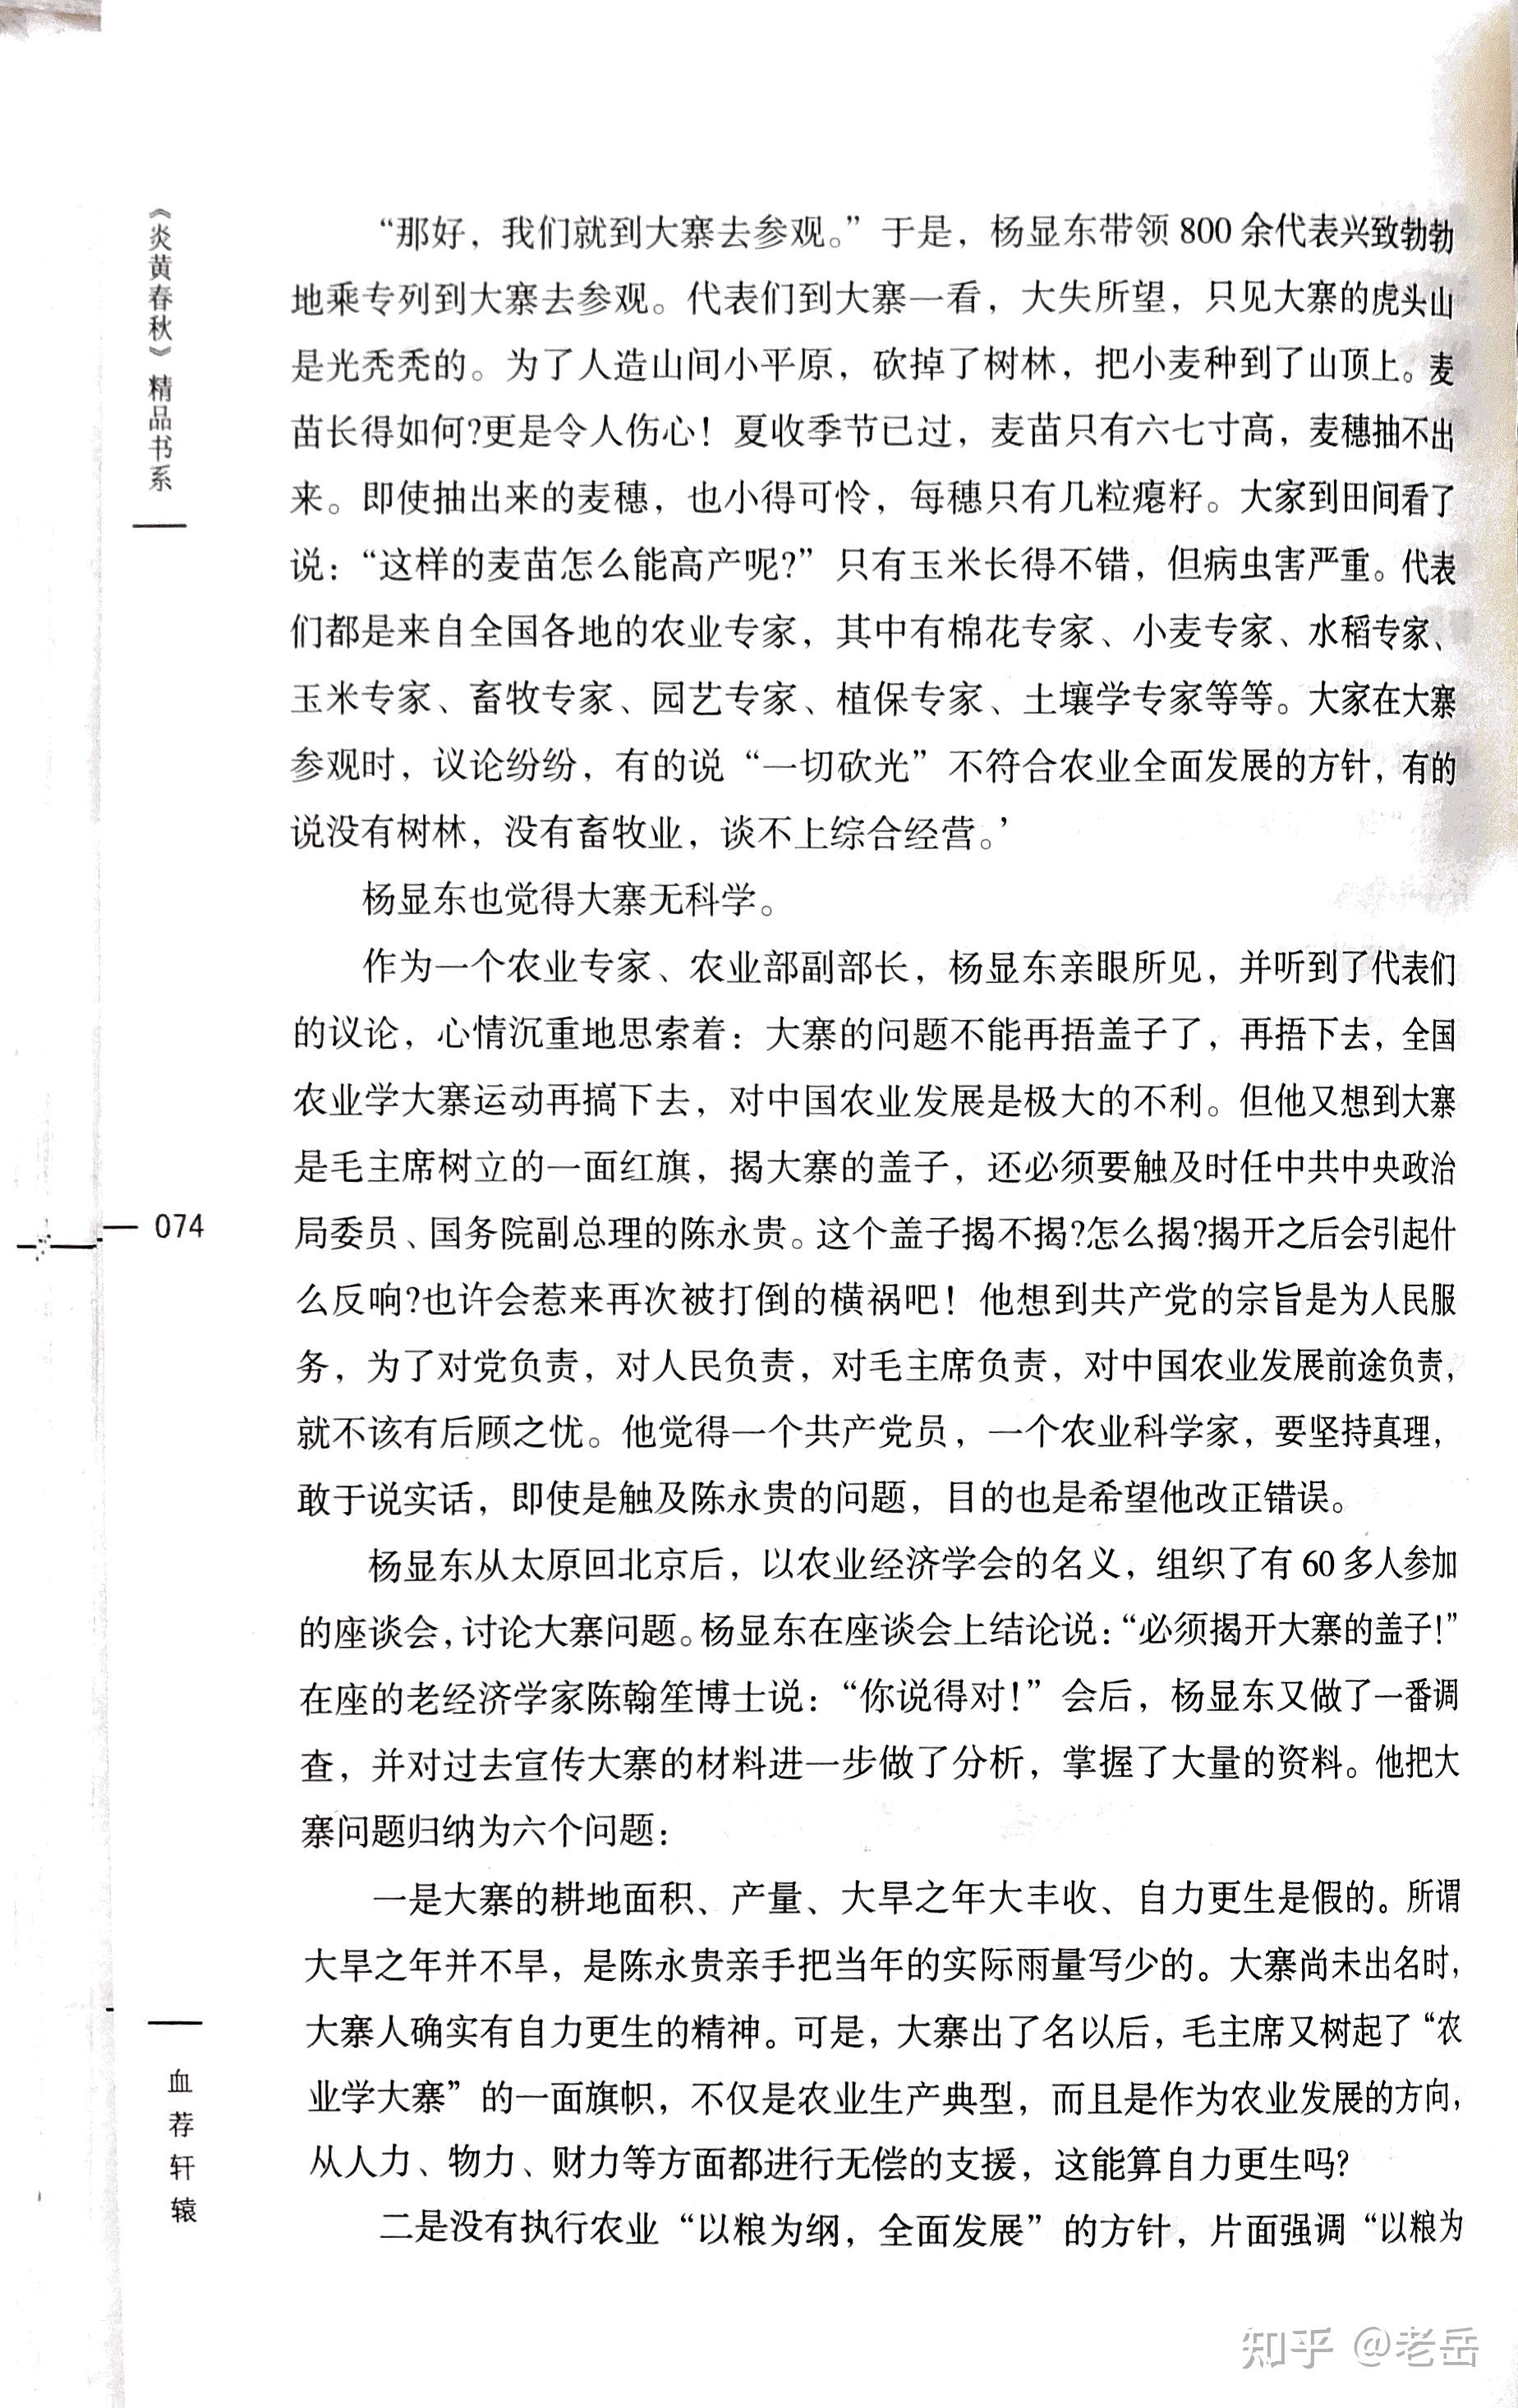 《炎黄春秋》精品书系
“那好，我们就到大寨去参观。”于是，杨显东带领 800 余代表兴致勃勃
地乘专列到大寨去参观。代表们到大寨一看，大失所望，只见大寨的虎头山
是光秃秃的。为了人造山间小平原，砍掉了树林，把小麦种到了山顶上。麦
苗长得如何?更是令人伤心！夏收季节已过，麦苗只有六七寸高，麦穗抽不出
来。即使抽出来的麦穗，也小得可怜，每穗只有几粒瘪籽。大家到田间看了
说：“这样的麦苗怎么能高产呢?”只有玉米长得不错，但病虫害严重。代表
们都是来自全国各地的农业专家，其中有棉花专家、小麦专家、水稻专家、
玉米专家、畜牧专家、园艺专家、植保专家、土壤学专家等等。大家在大寨
参观时，议论纷纷，有的说“一切砍光”不符合农业全面发展的方针，有的
说没有树林，没有畜牧业，谈不上综合经营。’
杨显东也觉得大寨无科学。
作为一个农业专家、农业部副部长，杨显东亲眼所见，并听到了代表们
的议论，心情沉重地思索着：大寨的问题不能再捂盖子了，再捂下去，全国
农业学大寨运动再搞下去，对中国农业发展是极大的不利。但他又想到大寨
是毛主席树立的一面红旗，揭大寨的盖子，还必须要触及时任中共中央政治
局委员、国务院副总理的陈永贵。这个盖子揭不揭?怎么揭?揭开之后会引起什
么反响?也许会惹来再次被打倒的横祸吧！他想到共产党的宗旨是为人民服
务，为了对党负责，对人民负责，对毛主席负责，对中国农业发展前途负责，
就不该有后顾之忧。他觉得一个共产党员，一个农业科学家，要坚持真理，
敢于说实话，即使是触及陈永贵的问题，目的也是希望他改正错误。
杨显东从太原回北京后，以农业经济学会的名义，组织了有 60 多人参加
的座谈会，讨论大寨问题。杨显东在座谈会上结论说：“必须揭开大寨的盖子！”
在座的老经济学家陈翰笙博士说：“你说得对！”会后，杨显东又做了一番调
查，并对过去宣传大寨的材料进一步做了分析，掌握了大量的资料。他把大
寨问题归纳为六个问题：
一是大寨的耕地面积、产量、大旱之年大丰收、自力更生是假的。所谓
大旱之年并不旱，是陈永贵亲手把当年的实际雨量写少的。大寨尚未出名时，
大寨人确实有自力更生的精神。可是，大寨出了名以后，毛主席又树起了“农
业学大寨”的一面旗帜，不仅是农业生产典型，而且是作为农业发展的方向，
从人力、物力、财力等方面都进行无偿的支援，这能算自力更生吗?
二是没有执行农业“以粮为纲，全面发展”的方针，片面强调“以粮为
074
血荐轩辕
知乎 @老岳